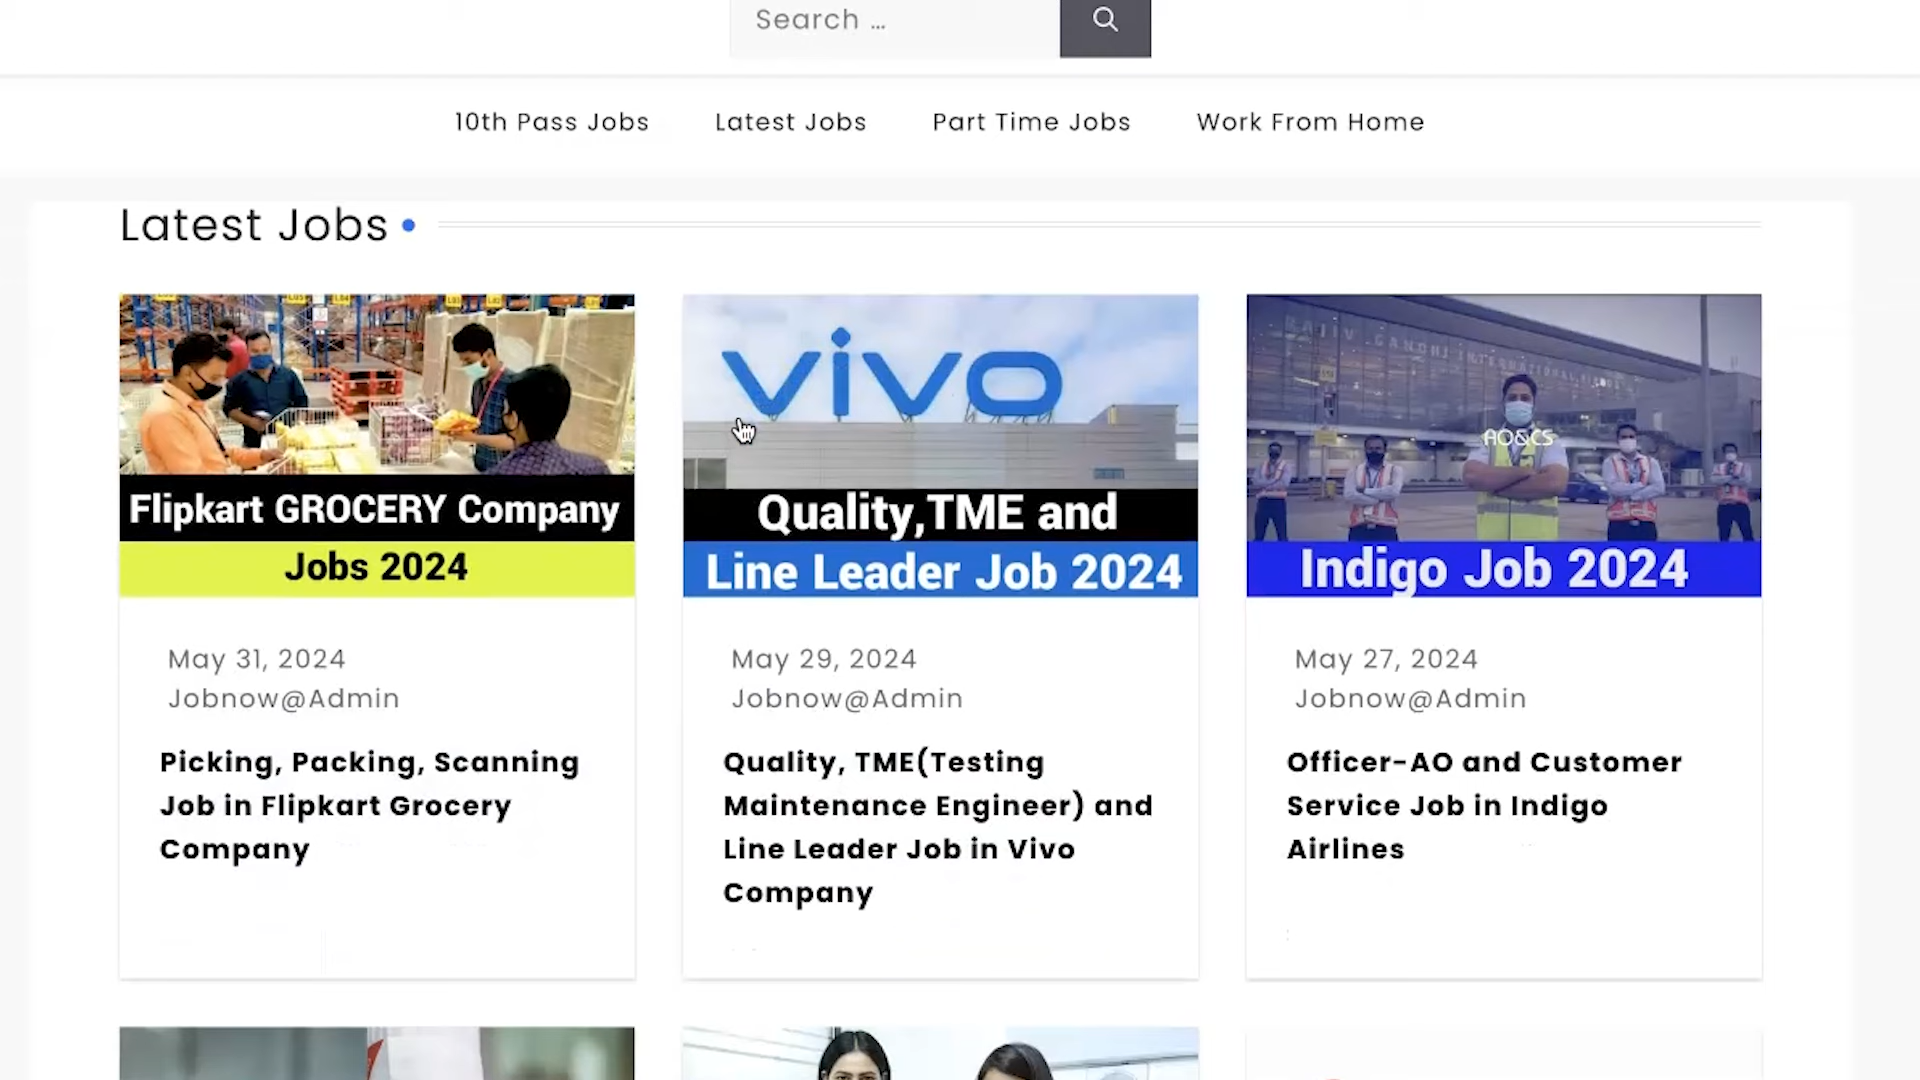 Search ...
10th Pass Jobs Latest Jobs Part Time Jobs Work From Home
Latest Jobs
Flipkart GROCERY Company
Jobs 2024
May 31, 2024
Jobnow@Admin
Picking, Packing, Scanning
Job in Flipkart Grocery
Company
vivo
Quality,TME and
Line Leader Job 2024
May 29, 2024
Jobnow@Admin
Quality, TME(Testing
Maintenance Engineer) and
Line Leader Job in Vivo
Company
RAJIV GANDHI INTERNATIONAL
AO&CS
Indigo Job 2024
May 27, 2024
Jobnow@Admin
Officer-AO and Customer
Service Job in Indigo
Airlines